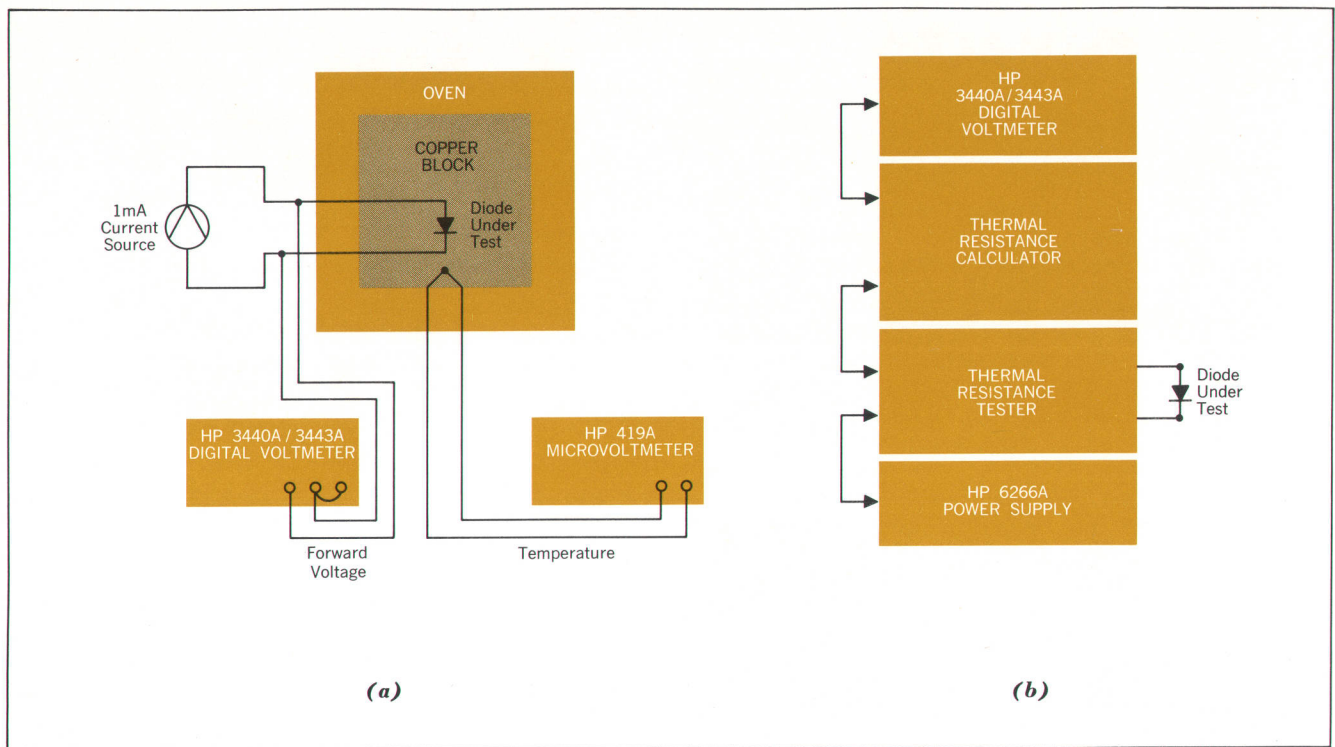 OVEN
COPPER
BLOCK
1mA
Current
Source
Diode
Under
Test
HP 3440A / 3443A
DIGITAL VOLTMETER
HP 419A
MICROVOLTMETER
Forward
Voltage
Temperature
(a)
HP
3440A/3443A
DIGITAL
VOLTMETER
THERMAL
RESISTANCE
CALCULATOR
THERMAL
RESISTANCE
TESTER
Diode
Under
Test
HP 6266A
POWER SUPPLY
(b)